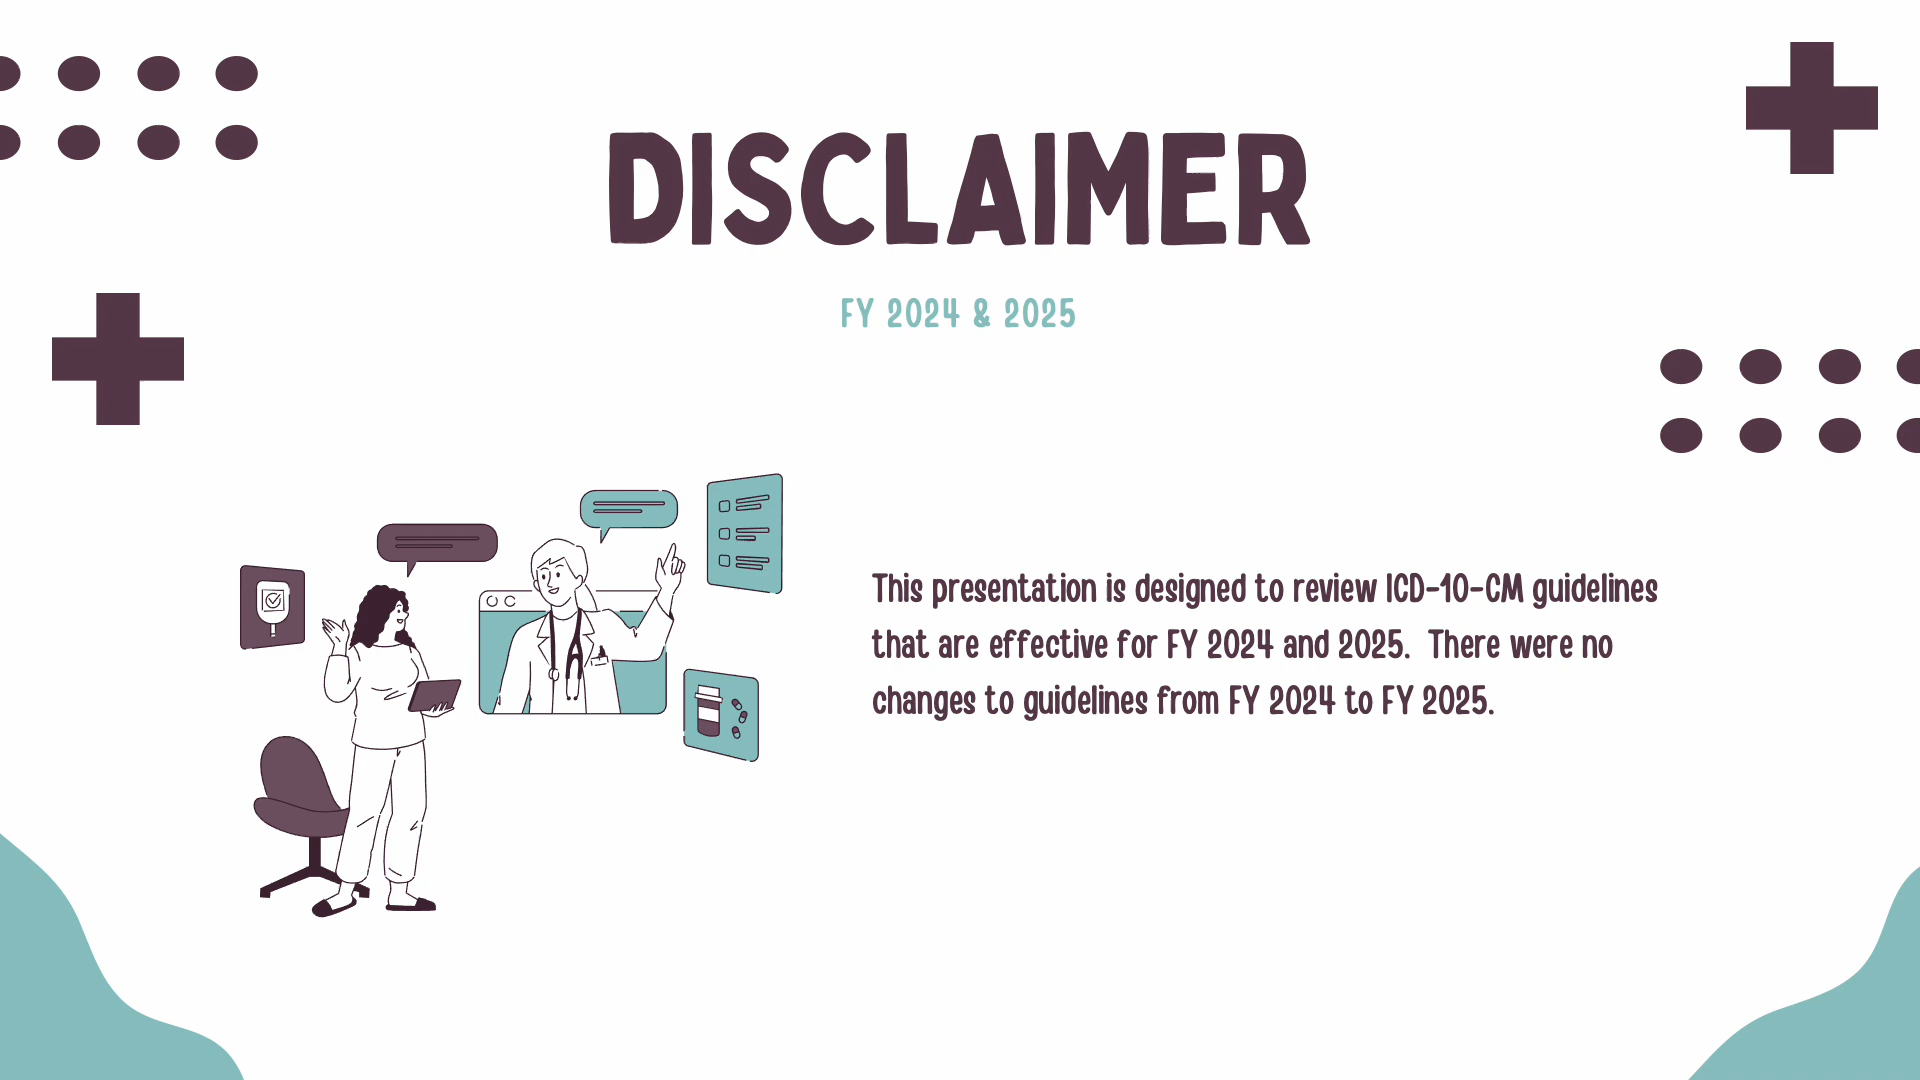 DISCLAIMER
FY 2024 & 2025
This presentation is designed to review ICD-10-CM guidelines
that are effective for FY 2024 and 2025.  There were no
changes to guidelines from FY 2024 to FY 2025.